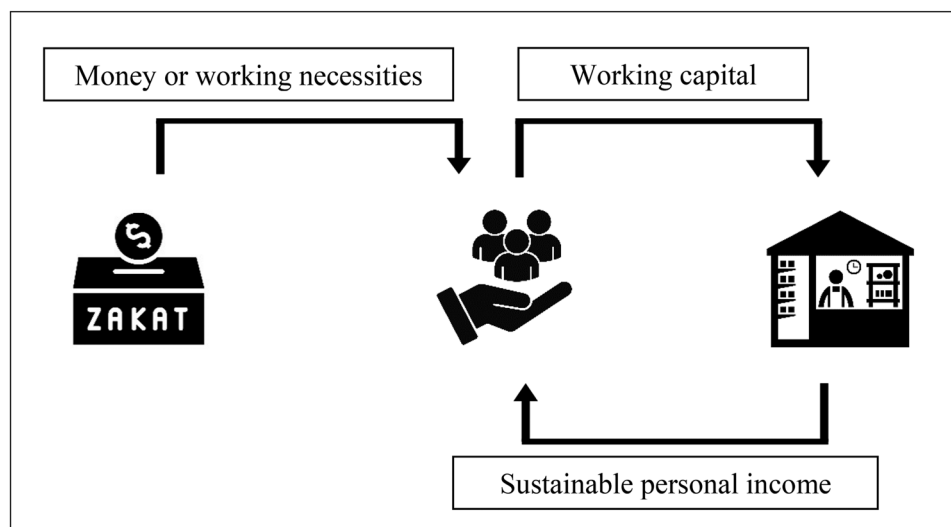 Money or working necessities
Working capital
ZAKAT
Sustainable personal income